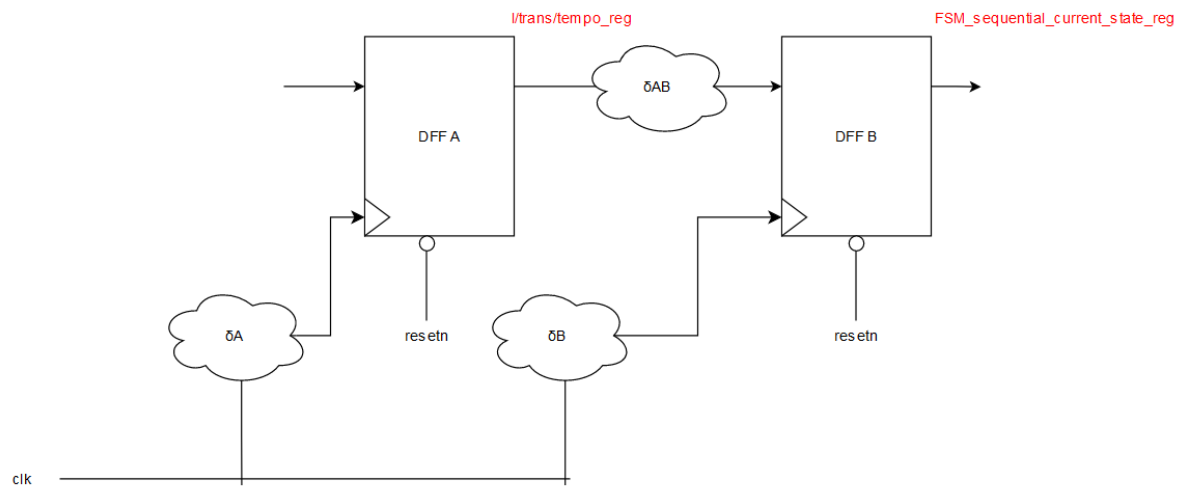 I/trans/tempo_reg
FSM_sequential_current_state_reg
δAB
DFF A
DFF B
δA
δB
resetn
resetn
clk